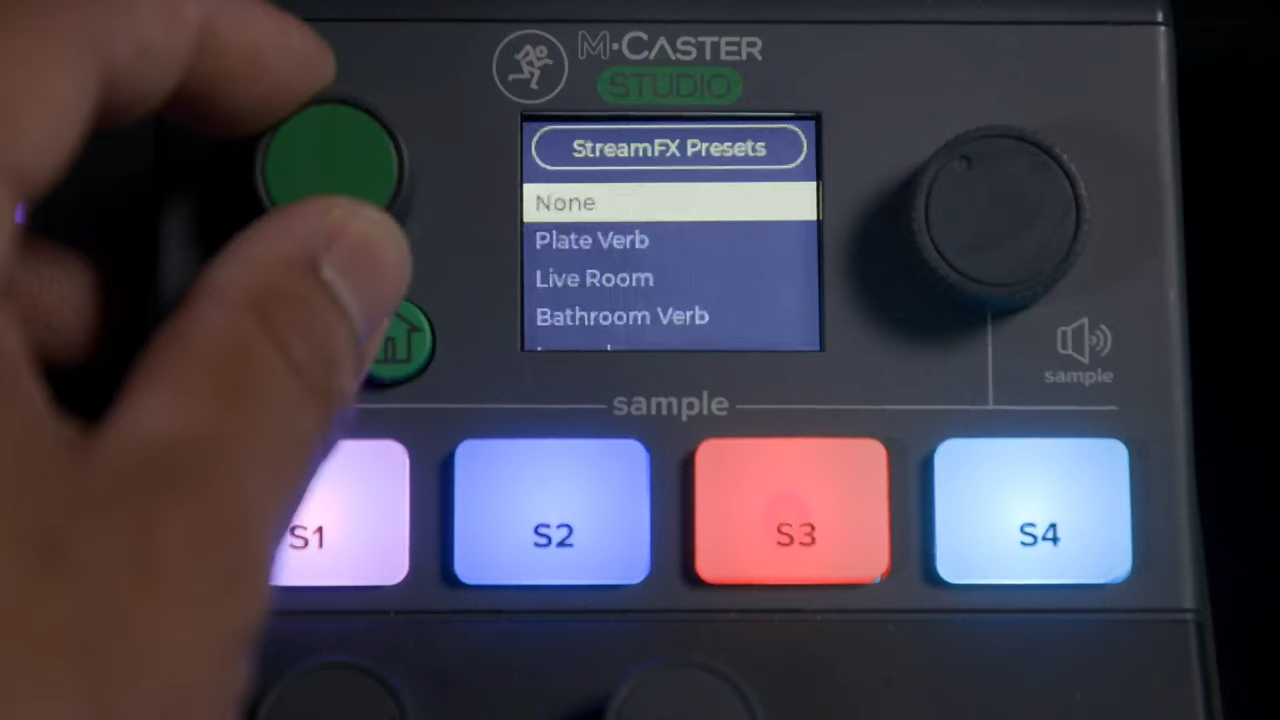 M•CASTER
STUDIO
StreamFX Presets
None
Plate Verb
Live Room
Bathroom Verb
sample
sample
S1
S2
S3
S4